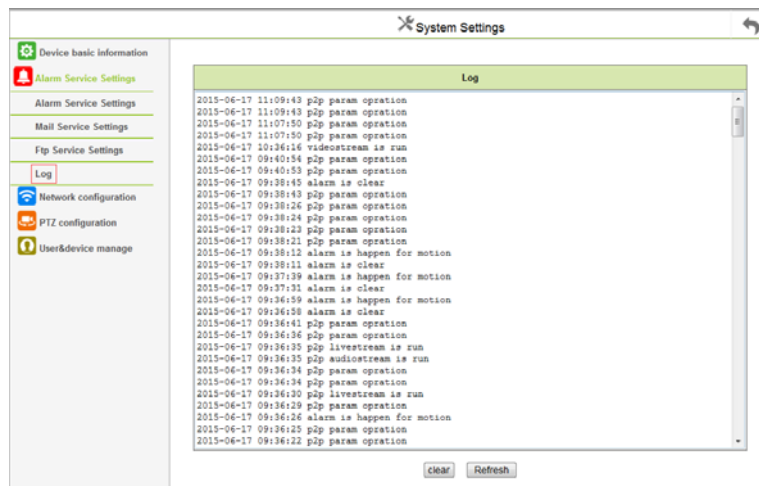 System Settings
Device basic information
Alarm Service Settings
Alarm Service Settings
Mail Service Settings
Ftp Service Settings
Log
Network configuration
PTZ configuration
User&device manage
Log
2015-06-17 11:09:43 p2p param opration
2015-06-17 11:09:43 p2p param opration
2015-06-17 11:07:50 p2p param opration
2015-06-17 11:07:50 p2p param opration
2015-06-17 10:36:16 videostream is run
2015-06-17 09:40:54 p2p param opration
2015-06-17 09:40:53 p2p param opration
2015-06-17 09:38:45 alarm is clear
2015-06-17 09:38:43 p2p param opration
2015-06-17 09:38:26 p2p param opration
2015-06-17 09:38:24 p2p param opration
2015-06-17 09:38:23 p2p param opration
2015-06-17 09:38:21 p2p param opration
2015-06-17 09:38:12 alarm is happen for motion
2015-06-17 09:38:11 alarm is clear
2015-06-17 09:37:39 alarm is happen for motion
2015-06-17 09:37:31 alarm is clear
2015-06-17 09:36:59 alarm is happen for motion
2015-06-17 09:36:58 alarm is clear
2015-06-17 09:36:41 p2p param opration
2015-06-17 09:36:36 p2p param opration
2015-06-17 09:36:35 p2p livestream is run
2015-06-17 09:36:35 p2p audiostream is run
2015-06-17 09:36:34 p2p param opration
2015-06-17 09:36:34 p2p param opration
2015-06-17 09:36:30 p2p livestream is run
2015-06-17 09:36:29 p2p param opration
2015-06-17 09:36:26 alarm is happen for motion
2015-06-17 09:36:25 p2p param opration
2015-06-17 09:36:22 p2p param opration
clear
Refresh